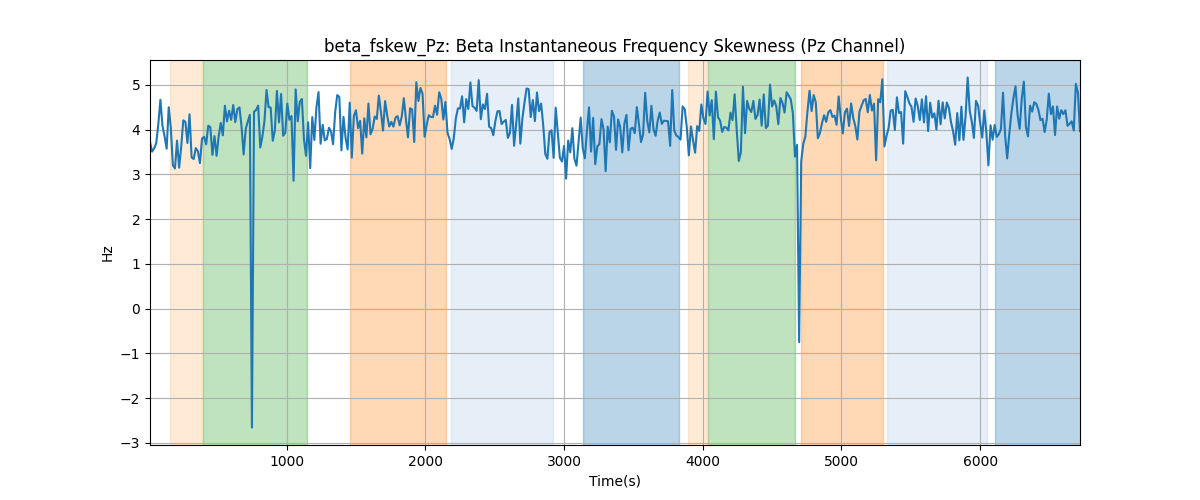 beta_fskew_Pz: Beta Instantaneous Frequency Skewness (Pz Channel)
5
4
3
2
1
0
−1
−2
−3
Hz
1000 2000 3000 4000 5000 6000
Time(s)